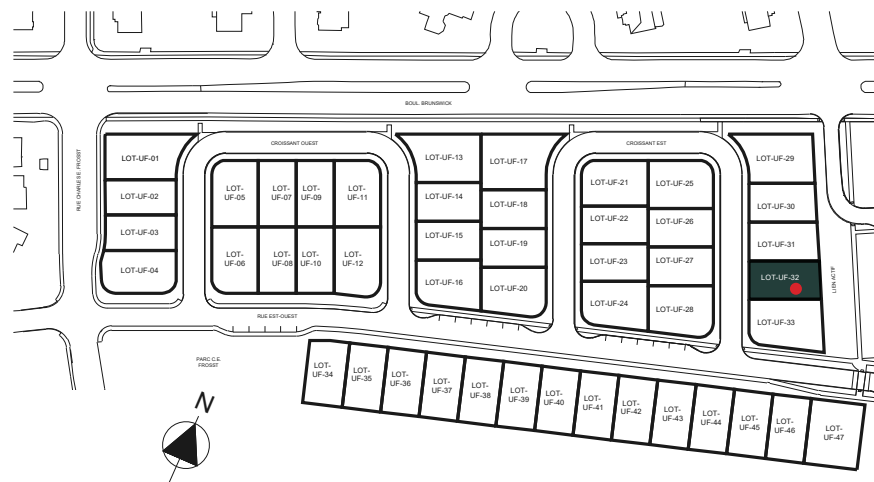 BOUL. BRUNSWICK
RUE CHARLES E. FROSST
CROISSANT OUEST
CROISSANT EST
LOT-UF-01
LOT-UF-02
LOT-UF-03
LOT-UF-04
LOT-
UF-05
LOT-
UF-07
LOT-
UF-09
LOT-
UF-11
LOT-
UF-06
LOT-
UF-08
LOT-
UF-10
LOT-
UF-12
LOT-UF-13
LOT-UF-14
LOT-UF-15
LOT-UF-16
LOT-UF-17
LOT-UF-18
LOT-UF-19
LOT-UF-20
LOT-UF-21
LOT-UF-22
LOT-UF-23
LOT-UF-24
LOT-UF-25
LOT-UF-26
LOT-UF-27
LOT-UF-28
LOT-UF-29
LOT-UF-30
LOT-UF-31
LOT-UF-32
LOT-UF-33
LIEN ACTIF
RUE EST-OUEST
PARC C.E.
FROSST
LOT-
UF-34
LOT-
UF-35
LOT-
UF-36
LOT-
UF-37
LOT-
UF-38
LOT-
UF-39
LOT-
UF-40
LOT-
UF-41
LOT-
UF-42
LOT-
UF-43
LOT-
UF-44
LOT-
UF-45
LOT-
UF-46
LOT-
UF-47
N